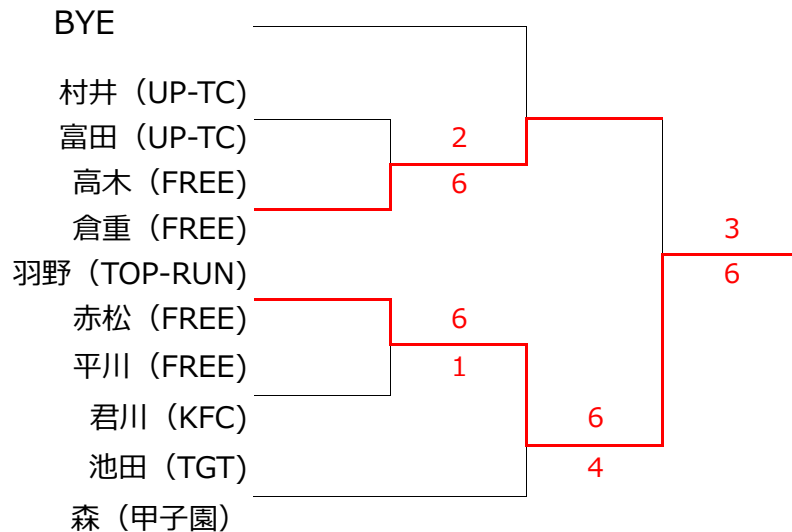 BYE
村井（UP-TC)
富田（UP-TC)
2
高木（FREE)
6
倉重（FREE)
3
羽野（TOP-RUN)
6
赤松（FREE)
6
平川（FREE)
1
君川（KFC)
6
池田（TGT)
4
森（甲子園）